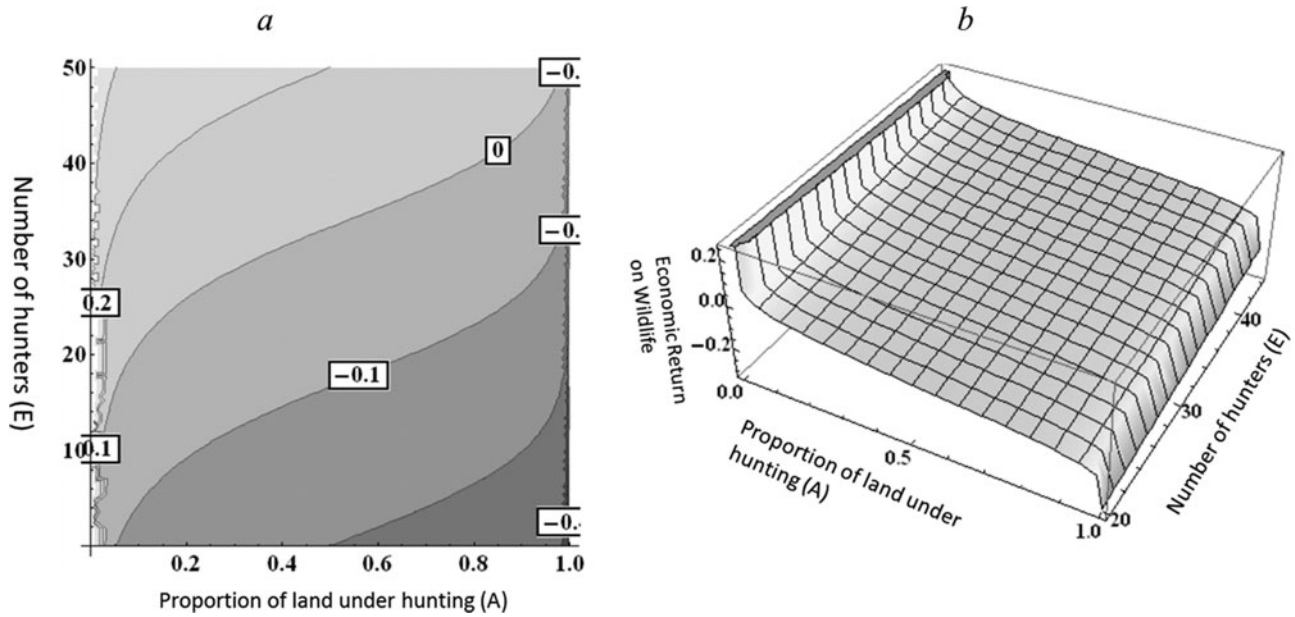 a
b
50
40
30
20
10
0.2
0.1
0
−0.1
−0.
−0.
−0.
0.2
0.4
0.6
0.8
1.0
Number of hunters (E)
Proportion of land under hunting (A)
0.2
0.0
−0.2
Economic Return
on Wildlife
0.0
0.5
1.0
Proportion of land under
hunting (A)
20
30
40
Number of hunters (E)